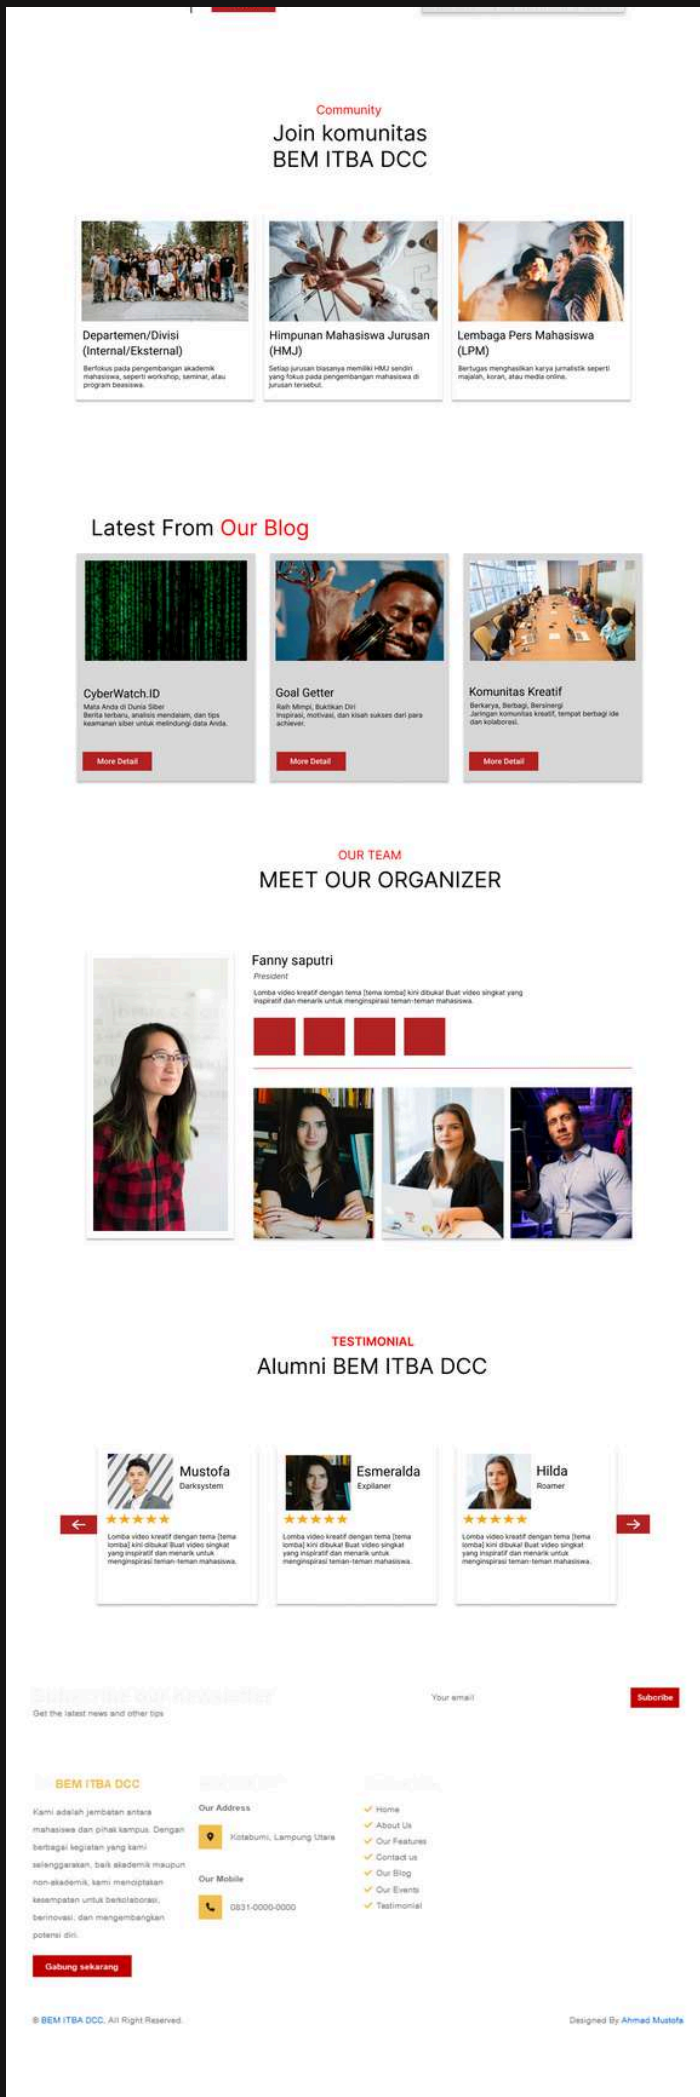 Community
Join komunitas
BEM ITBA DCC
Departemen/Divisi
(Internal/Eksternal)
Berfokus pada pengembangan akademik
mahasiswa, seperti workshop, seminar, atau
program beasiswa.
Himpunan Mahasiswa Jurusan
(HMJ)
Setiap jurusan biasanya memiliki HMJ sendiri
yang fokus pada pengembangan mahasiswa di
jurusan tersebut.
Lembaga Pers Mahasiswa
(LPM)
Bertugas menghasilkan karya jurnalistik seperti
majalah, koran, atau media online.
Latest From Our Blog
CyberWatch.ID
Mata Anda di Dunia Siber
Berita terbaru, analisis mendalam, dan tips
keamanan siber untuk melindungi data Anda.
More Detail
Goal Getter
Raih Mimpi, Buktikan Diri
Inspirasi, motivasi, dan kisah sukses dari para
achiever.
More Detail
Komunitas Kreatif
Berkarya, Berbagi, Bersinergi
Jaringan komunitas kreatif, tempat berbagi ide
dan kolaborasi.
More Detail
OUR TEAM
MEET OUR ORGANIZER
Fanny saputri
President
Lomba video kreatif dengan tema [tema lomba] kini dibuka! Buat video singkat yang
inspiratif dan menarik untuk menginspirasi teman-teman mahasiswa.
TESTIMONIAL
Alumni BEM ITBA DCC
Mustofa
Darksystem
Lomba video kreatif dengan tema [tema
lomba] kini dibuka! Buat video singkat
yang inspiratif dan menarik untuk
menginspirasi teman-teman mahasiswa.
Esmeralda
Explianer
Lomba video kreatif dengan tema [tema
lomba] kini dibuka! Buat video singkat
yang inspiratif dan menarik untuk
menginspirasi teman-teman mahasiswa.
Hilda
Roamer
Lomba video kreatif dengan tema [tema
lomba] kini dibuka! Buat video singkat
yang inspiratif dan menarik untuk
menginspirasi teman-teman mahasiswa.
Subscribe our Newsletter
Get the latest news and other tips
Your email
Subcribe
BEM ITBA DCC
Kami adalah jembatan antara
mahasiswa dan pihak kampus. Dengan
berbagai kegiatan yang kami
selenggarakan, baik akademik maupun
non-akademik, kami menciptakan
kesempatan untuk berkolaborasi,
berinovasi, dan mengembangkan
potensi diri.
Gabung sekarang
Our Address
Kotabumi, Lampung Utara
Our Mobile
0831-0000-0000
Home
About Us
Our Features
Contact us
Our Blog
Our Events
Testimonial
© BEM ITBA DCC, All Right Reserved.
Designed By Ahmad Mustofa